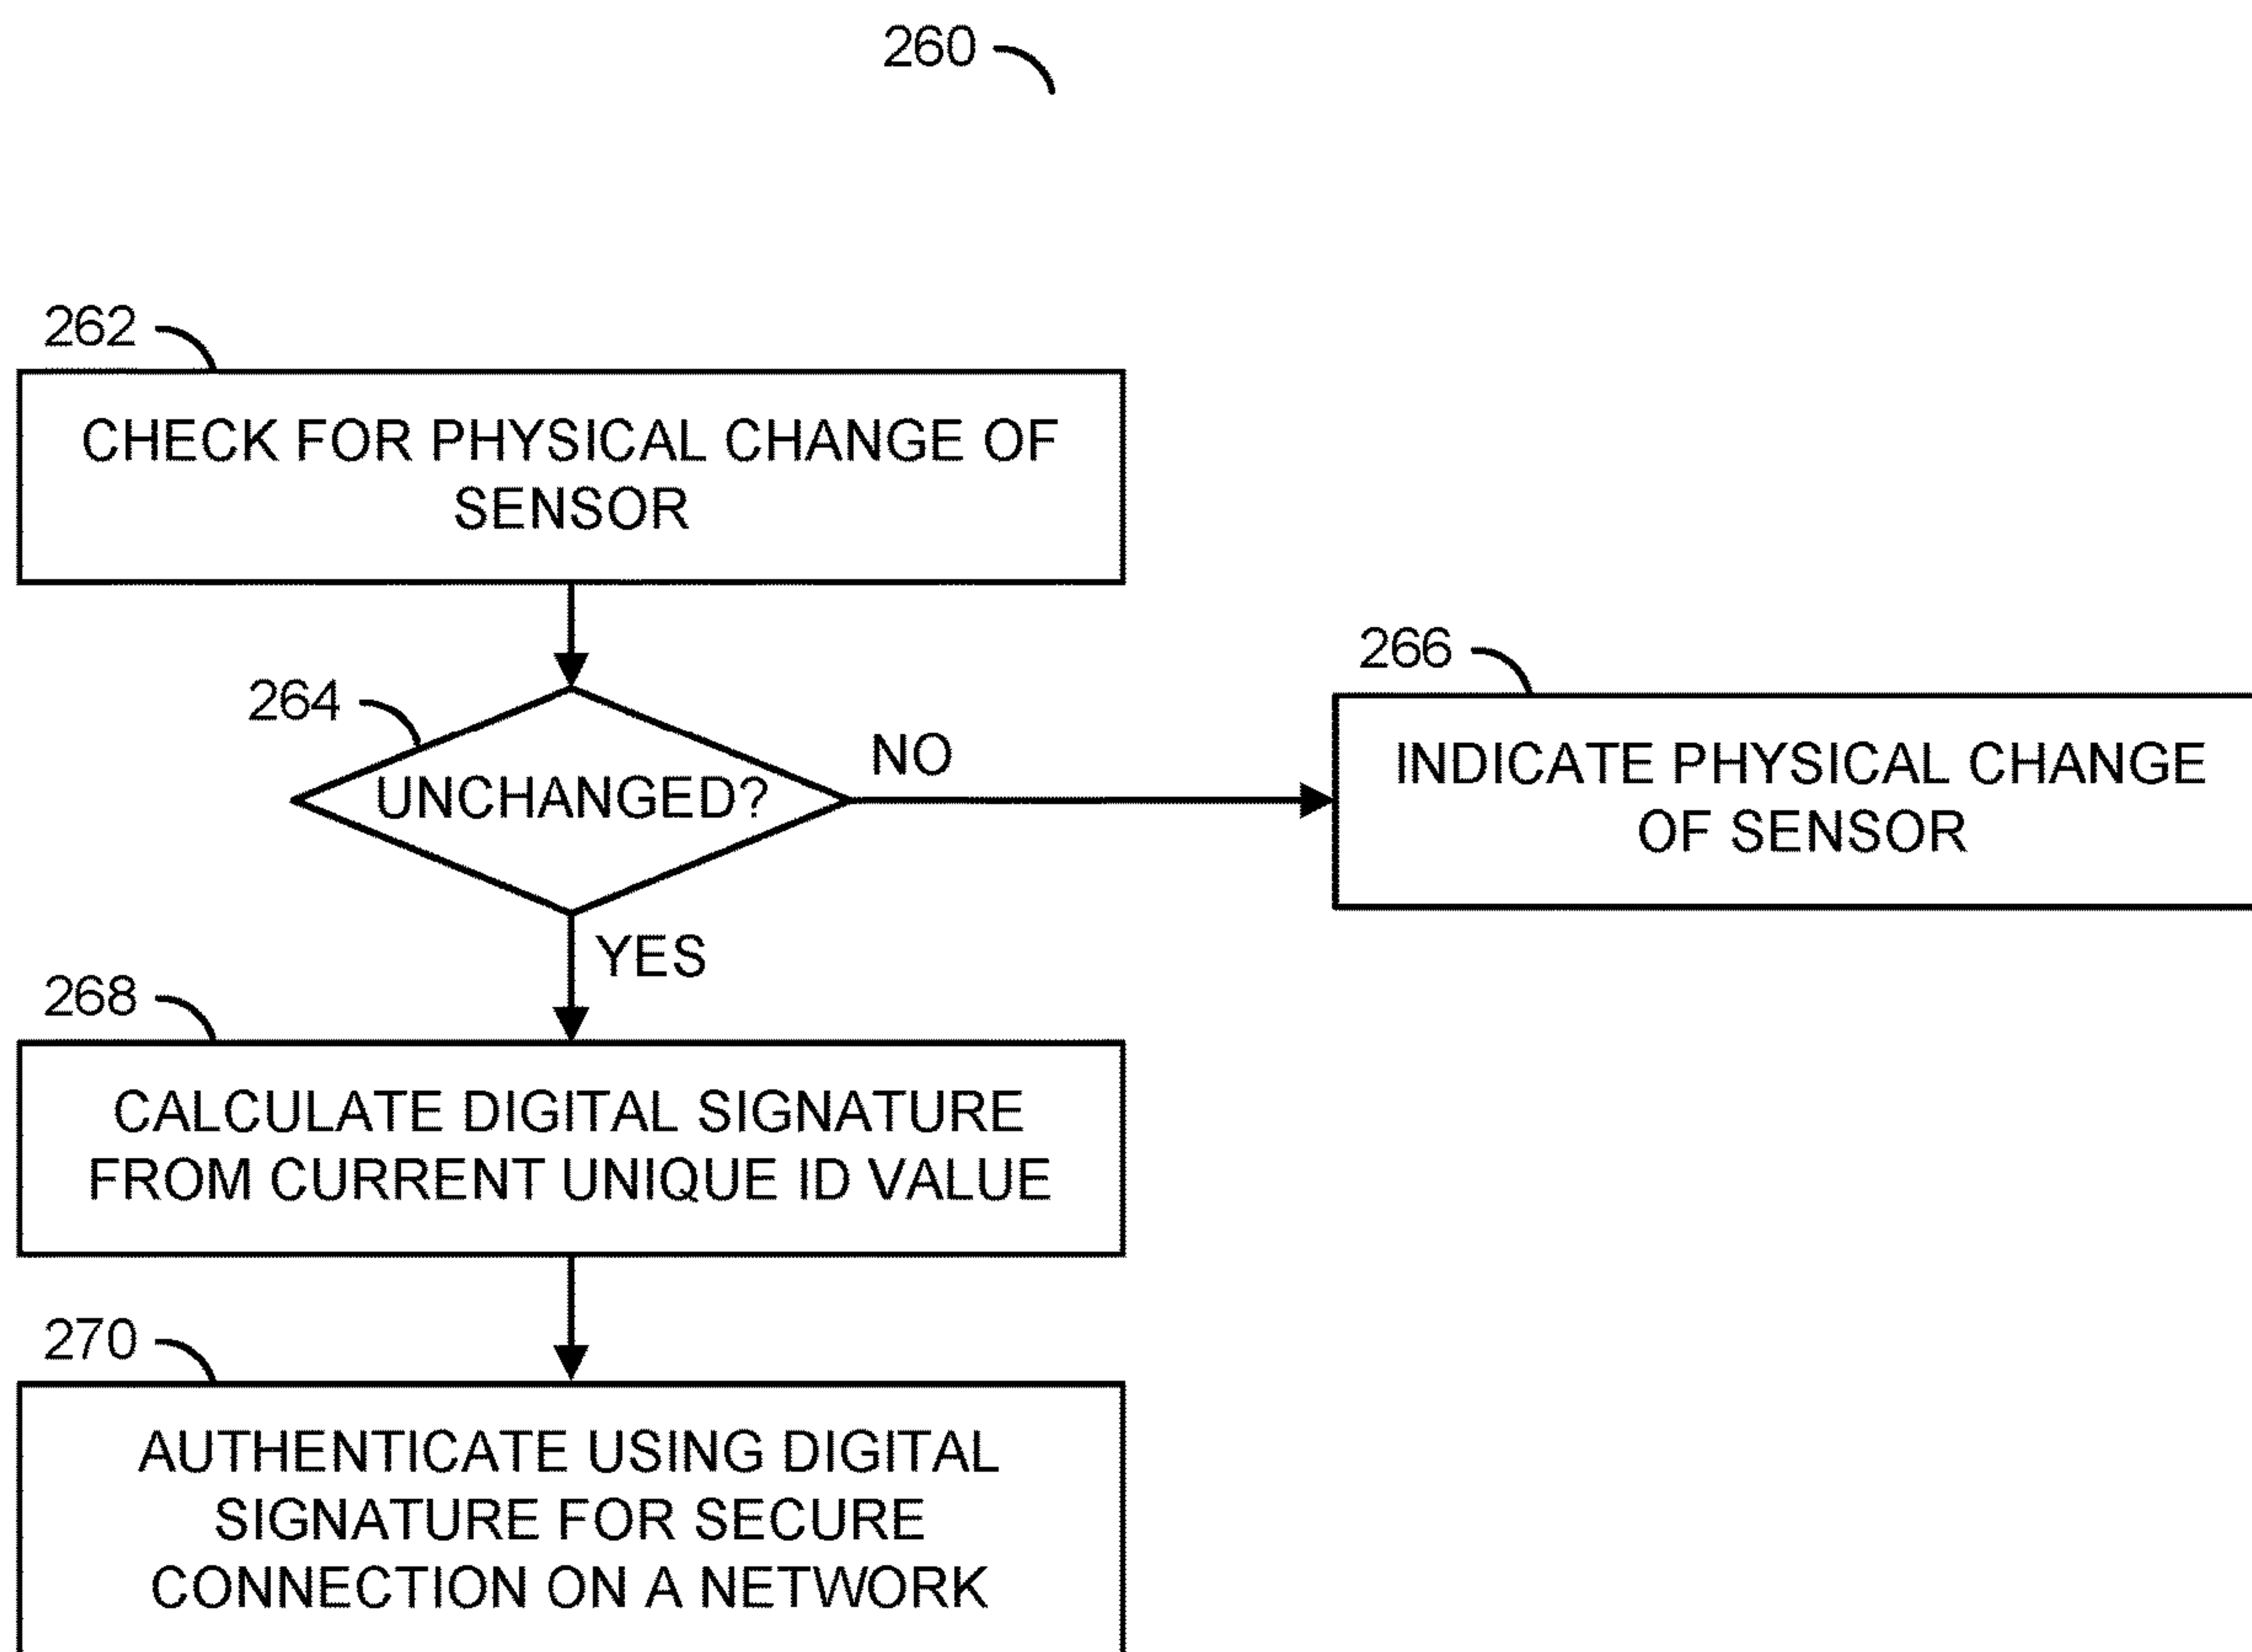 260
262
CHECK FOR PHYSICAL CHANGE OF
SENSOR
264
UNCHANGED?
NO
266
INDICATE PHYSICAL CHANGE
OF SENSOR
YES
268
CALCULATE DIGITAL SIGNATURE
FROM CURRENT UNIQUE ID VALUE
270
AUTHENTICATE USING DIGITAL
SIGNATURE FOR SECURE
CONNECTION ON A NETWORK